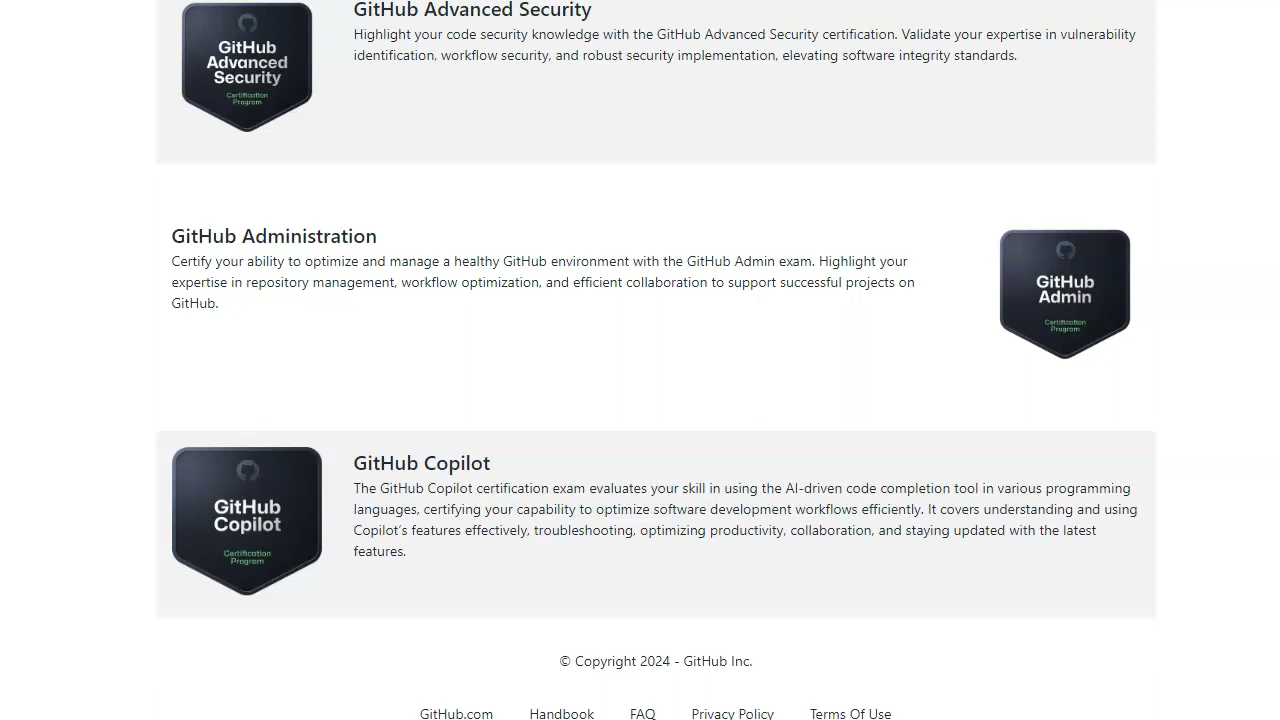 GitHub
Advanced
Security
Certification
Program
GitHub Advanced Security
Highlight your code security knowledge with the GitHub Advanced Security certification. Validate your expertise in vulnerability
identification, workflow security, and robust security implementation, elevating software integrity standards.
GitHub Administration
Certify your ability to optimize and manage a healthy GitHub environment with the GitHub Admin exam. Highlight your
expertise in repository management, workflow optimization, and efficient collaboration to support successful projects on
GitHub.
GitHub
Admin
Certification
Program
GitHub
Copilot
Certification
Program
GitHub Copilot
The GitHub Copilot certification exam evaluates your skill in using the AI-driven code completion tool in various programming
languages, certifying your capability to optimize software development workflows efficiently. It covers understanding and using
Copilot’s features effectively, troubleshooting, optimizing productivity, collaboration, and staying updated with the latest
features.
© Copyright 2024 - GitHub Inc.
GitHub.com Handbook FAQ Privacy Policy Terms Of Use